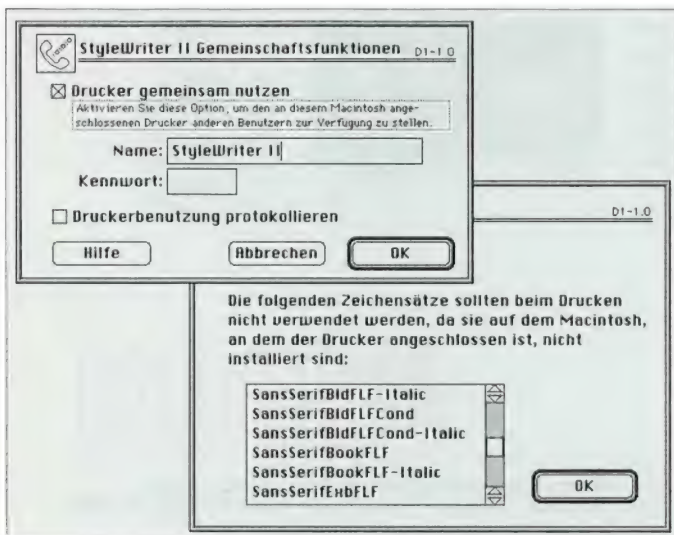 StyleWriter II Gemeinschaftsfunktionen D1-1.0
Drucker gemeinsam nutzen
Aktivieren Sie diese Option, um den an diesem Macintosh ange-
schlossenen Drucker anderen Benutzern zur Verfügung zu stellen.
Name: StyleWriter II
Kennwort:
Druckerbenutzung protokollieren
Hilfe Abbrechen OK
D1-1.0
Die folgenden Zeichensätze sollten beim Drucken
nicht verwendet werden, da sie auf dem Macintosh,
an dem der Drucker angeschlossen ist, nicht
installiert sind:
SansSerifBldFLF-Italic
SansSerifBldFLFCond
SansSerifBldFLFCond-Italic
SansSerifBookFLF
SansSerifBookFLF-Italic
SansSerifExbFLF
OK